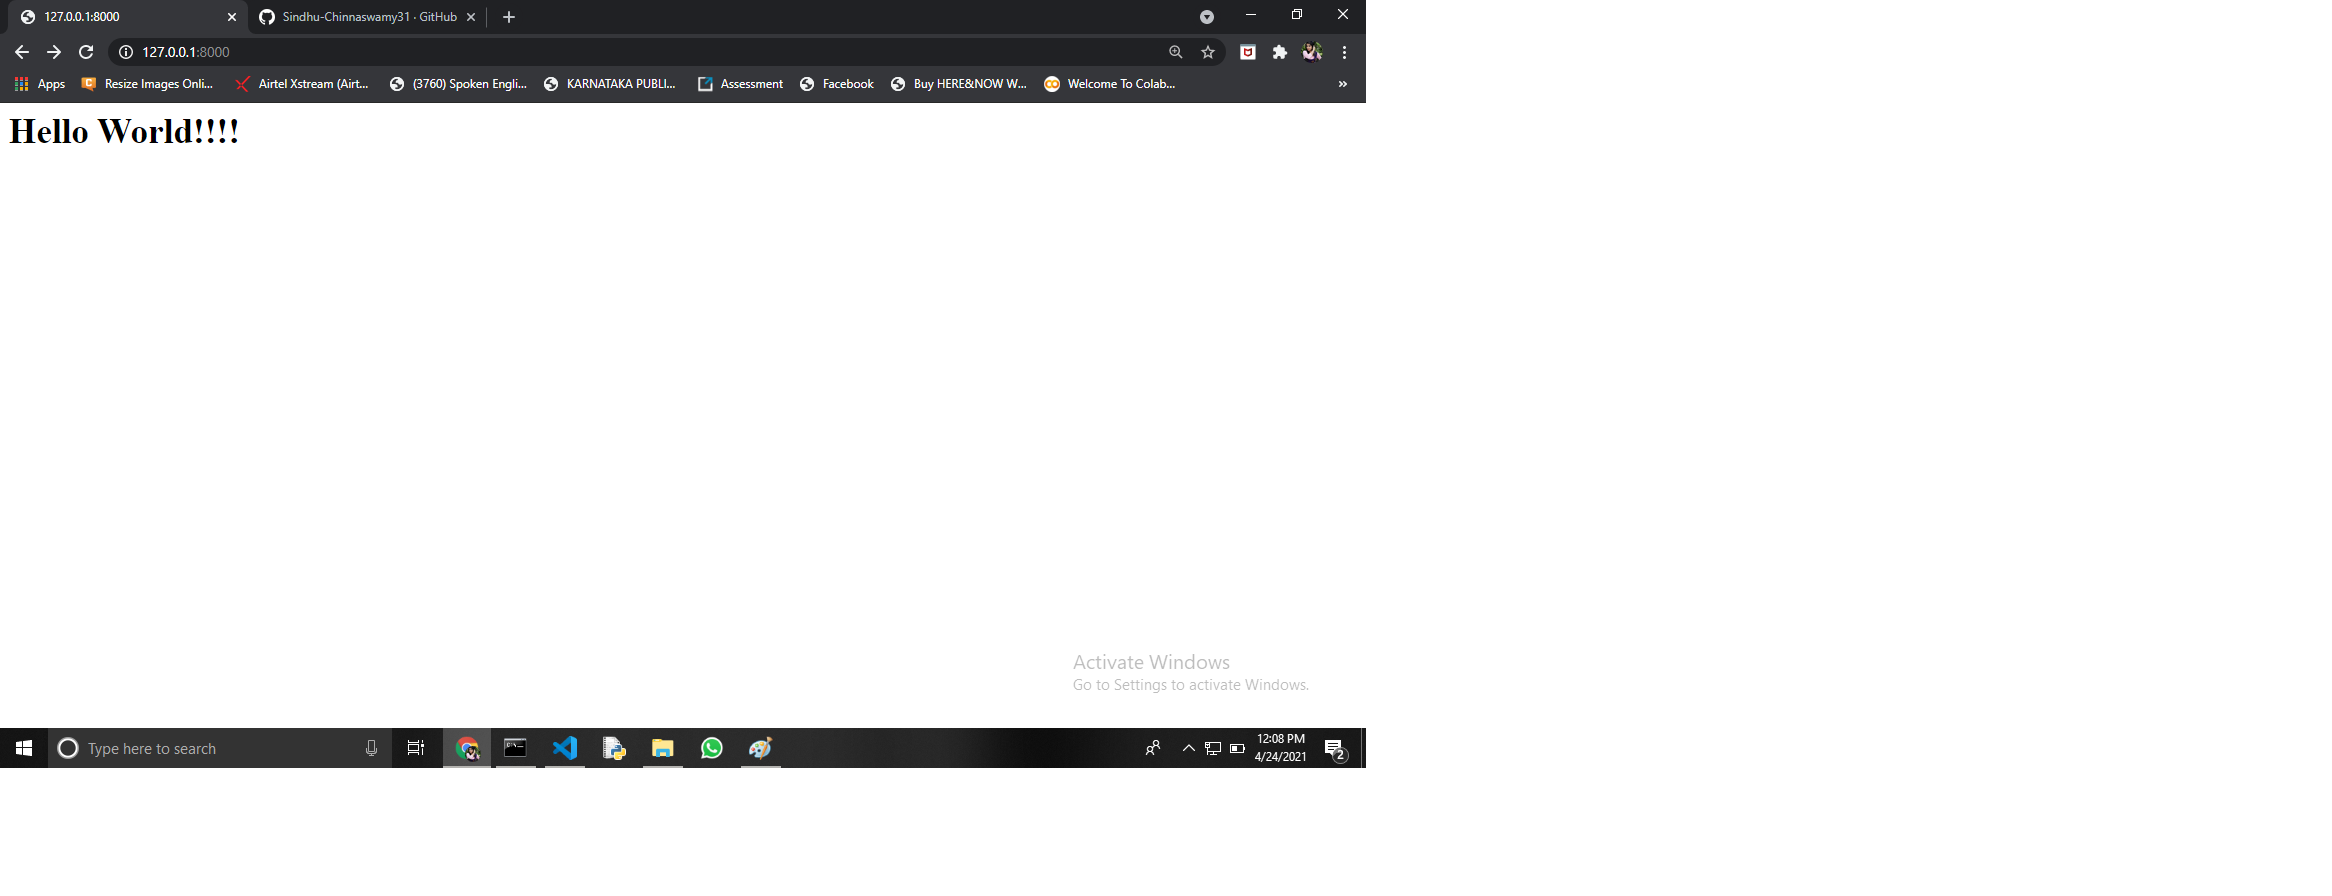 127.0.0.1:8000
Sindhu-Chinnaswamy31 · GitHub
127.0.0.1:8000
Apps
Resize Images Onli...
Airtel Xstream (Airt...
(3760) Spoken Engli...
KARNATAKA PUBLI...
Assessment
Facebook
Buy HERE&NOW W...
Welcome To Colab...
»
Hello World!!!!
Activate Windows
Go to Settings to activate Windows.
Type here to search
12:08 PM
4/24/2021
2